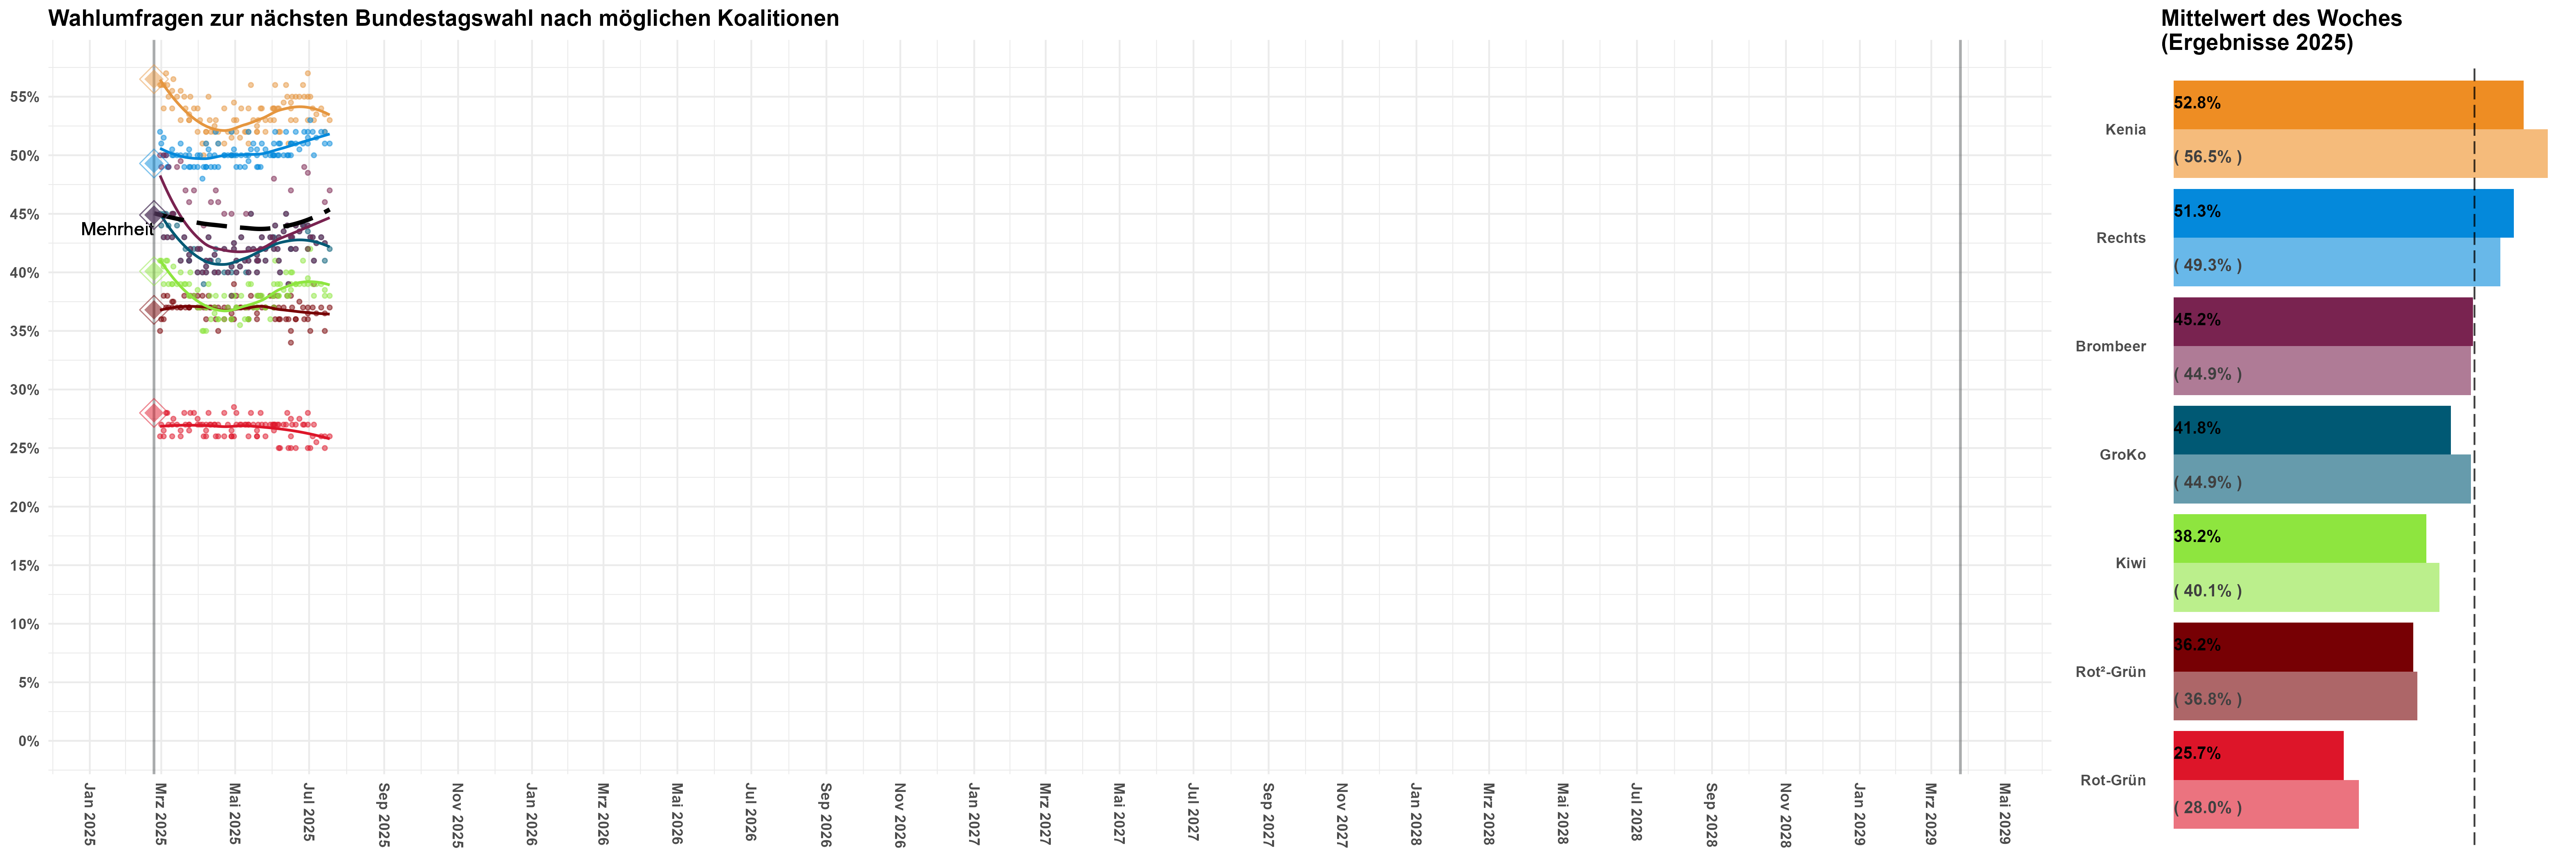 Wahlumfragen zur nächsten Bundestagswahl nach möglichen Koalitionen
55%
50%
45%
40%
35%
30%
25%
20%
15%
10%
5%
0%
Mehrheit
Jan 2025
Mrz 2025
Mai 2025
Jul 2025
Sep 2025
Nov 2025
Jan 2026
Mrz 2026
Mai 2026
Jul 2026
Sep 2026
Nov 2026
Jan 2027
Mrz 2027
Mai 2027
Jul 2027
Sep 2027
Nov 2027
Jan 2028
Mrz 2028
Mai 2028
Jul 2028
Sep 2028
Nov 2028
Jan 2029
Mrz 2029
Mai 2029
Mittelwert des Woches
(Ergebnisse 2025)
Kenia
52.8%
( 56.5% )
Rechts
51.3%
( 49.3% )
Brombeer
45.2%
( 44.9% )
GroKo
41.8%
( 44.9% )
Kiwi
38.2%
( 40.1% )
Rot²-Grün
36.2%
( 36.8% )
Rot-Grün
25.7%
( 28.0% )